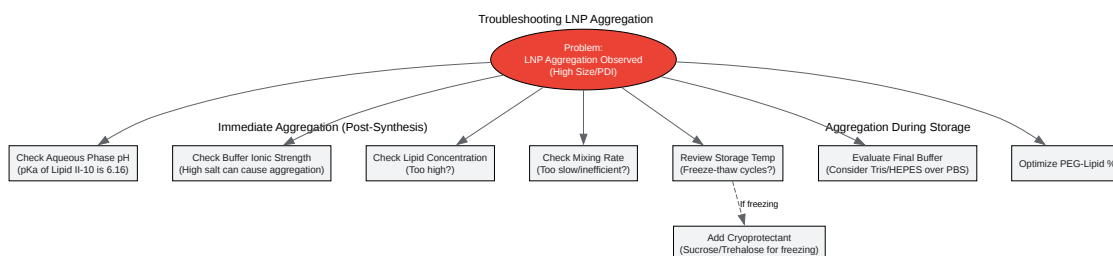 Troubleshooting LNP Aggregation
Problem:
LNP Aggregation Observed
(High Size/PDI)
Immediate Aggregation (Post-Synthesis)
Aggregation During Storage
Check Aqueous Phase pH
(pKa of Lipid II-10 is 6.16)
Check Buffer Ionic Strength
(High salt can cause aggregation)
Check Lipid Concentration
(Too high?)
Check Mixing Rate
(Too slow/inefficient?)
Review Storage Temp
(Freeze-thaw cycles?)
Evaluate Final Buffer
(Consider Tris/HEPES over PBS)
Optimize PEG-Lipid %
If freezing
Add Cryoprotectant
(Sucrose/Trehalose for freezing)